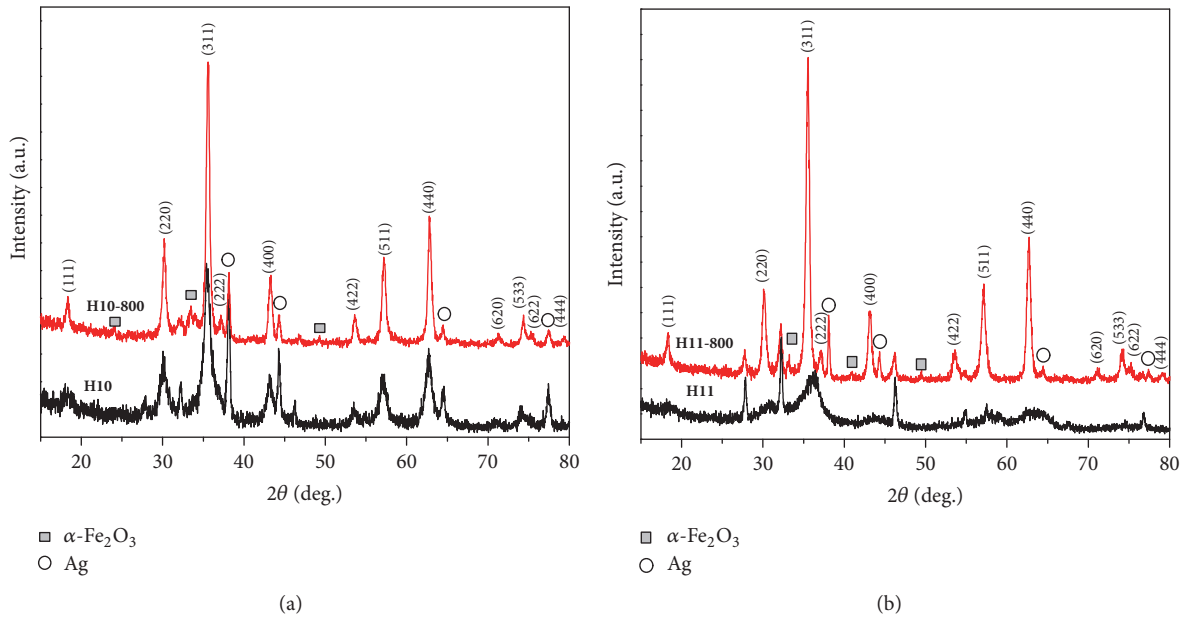 (111)
(220)
(311)
(222)
(400)
(422)
(511)
(440)
(620)
(533)
(622)
(444)
H10-800
H10
Intensity (a.u.)
20 30 40 50 60 70 80
2θ (deg.)
α-Fe2O3
Ag
(a)
(111)
(220)
(311)
(222)
(400)
(422)
(511)
(440)
(620)
(533)
(622)
(444)
H11-800
H11
Intensity (a.u.)
20 30 40 50 60 70 80
2θ (deg.)
α-Fe2O3
Ag
(b)